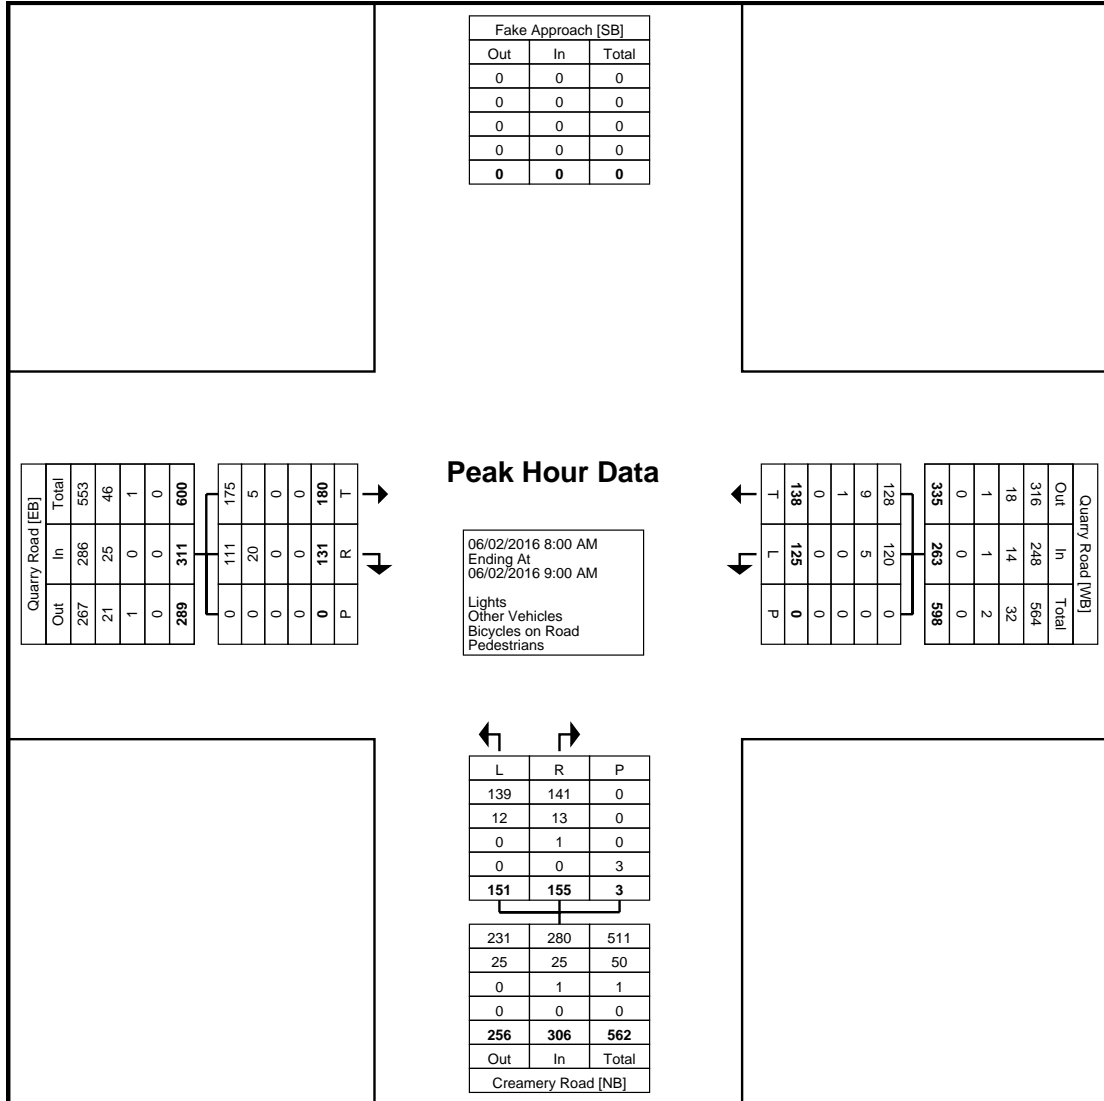 Fake Approach [SB]
Out In Total
0 0 0
0 0 0
0 0 0
0 0 0
0 0 0
Peak Hour Data
06/02/2016 8:00 AM
Ending At
06/02/2016 9:00 AM
Lights
Other Vehicles
Bicycles on Road
Pedestrians
Quarry Road [EB]
Out In Total
267 286 553
21 25 46
1 0 1
0 0 0
289 311 600
0 111 175
0 20 5
0 0 0
0 0 0
0 131 180
P R T
Quarry Road [WB]
Out In Total
316 248 564
18 14 32
1 1 2
0 0 0
335 263 598
128 120 0
9 5 0
1 0 0
0 0 0
138 125 0
T L P
L R P
139 141 0
12 13 0
0 1 0
0 0 3
151 155 3
231 280 511
25 25 50
0 1 1
0 0 0
256 306 562
Out In Total
Creamery Road [NB]